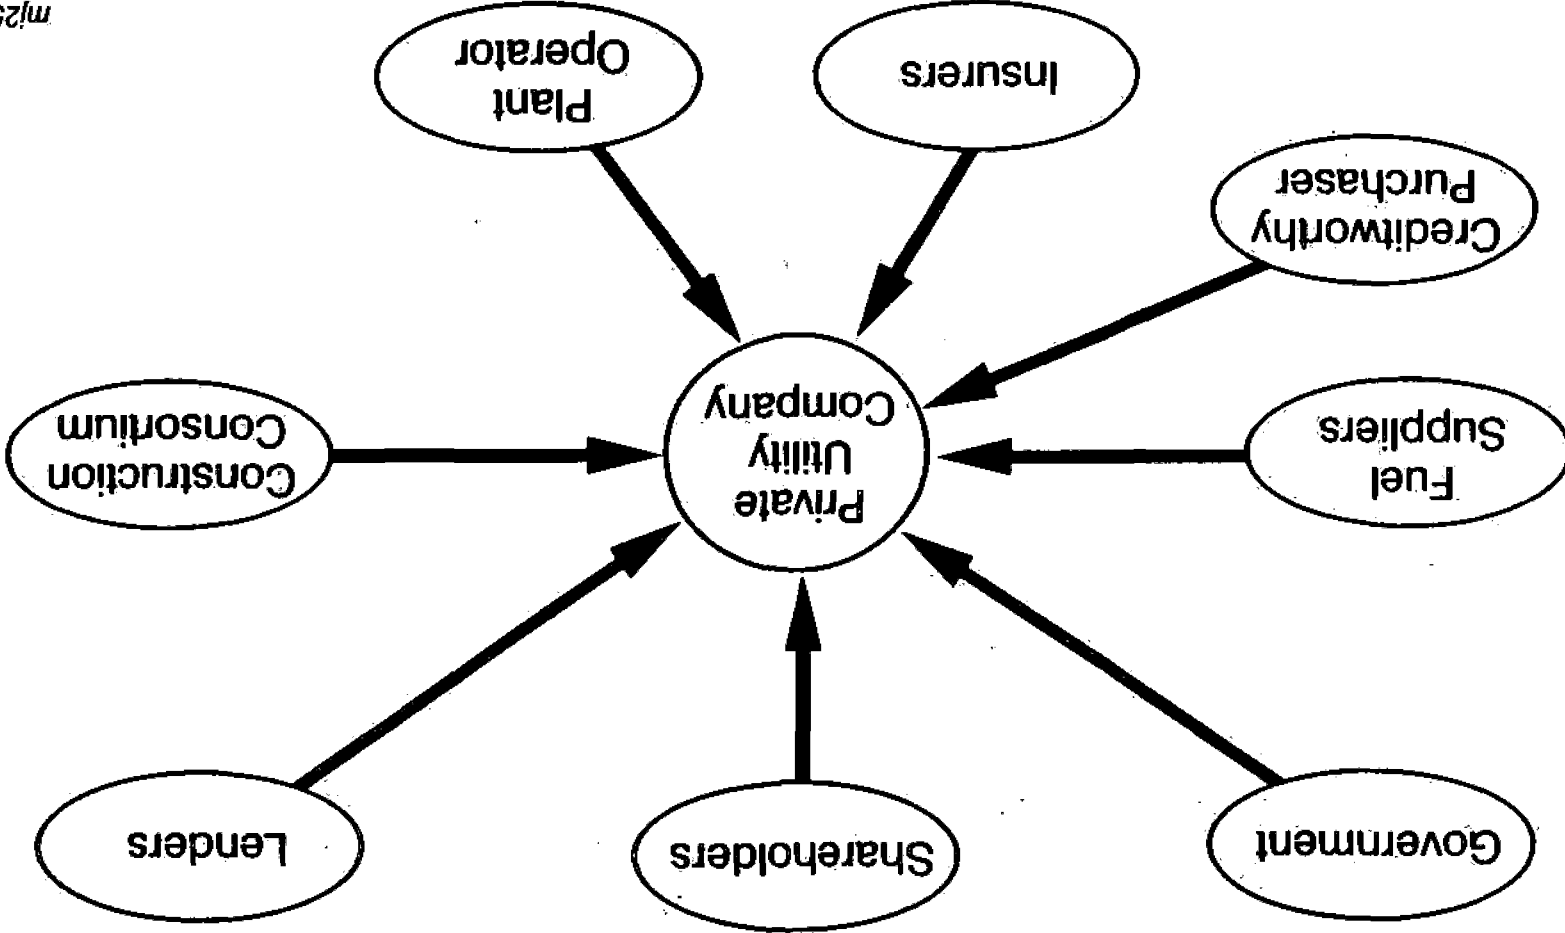 Government
Shareholders
Lenders
Fuel
Suppliers
Private
Utility
Company
Construction
Consortium
Creditworthy
Purchaser
Insurers
Plant
Operator